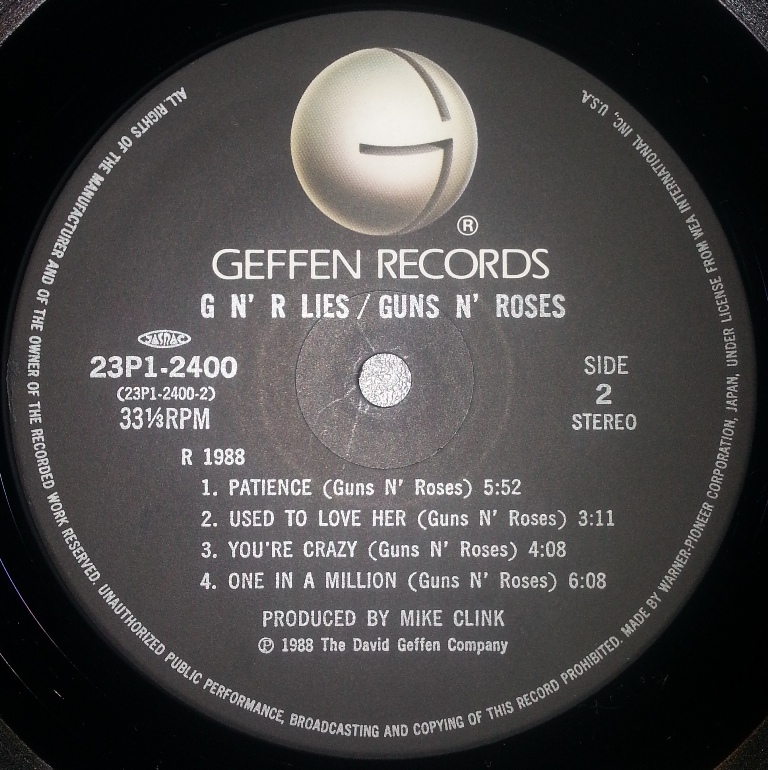 ®
GEFFEN RECORDS
G N' R LIES / GUNS N' ROSES
JASRAC
23P1-2400
(23P1-2400-2)
33⅓RPM
SIDE
2
STEREO
R 1988
1. PATIENCE (Guns N' Roses) 5:52
2. USED TO LOVE HER (Guns N' Roses) 3:11
3. YOU'RE CRAZY (Guns N' Roses) 4:08
4. ONE IN A MILLION (Guns N' Roses) 6:08
PRODUCED BY MIKE CLINK
℗ 1988 The David Geffen Company
ALL RIGHTS OF THE MANUFACTURER AND OF THE OWNER OF THE RECORDED WORK RESERVED. UNAUTHORIZED PUBLIC PERFORMANCE, BROADCASTING AND COPYING OF THIS RECORD PROHIBITED. MADE BY WARNER-PIONEER CORPORATION, JAPAN, UNDER LICENSE FROM WEA INTERNATIONAL INC., U.S.A.